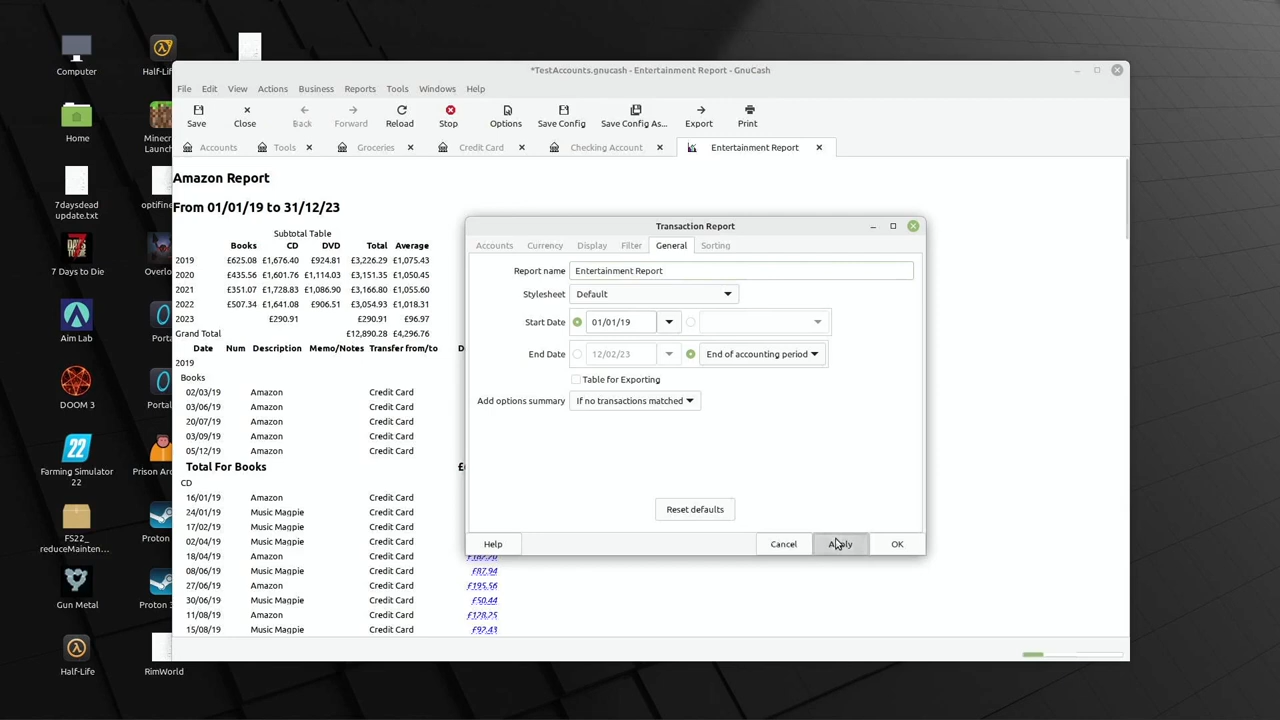 Computer
Half-Li
Home
Minecr
Launch
7daysdead
update.txt
optifin
7 Days to Die
Overlo
Aim Lab
Porta
DOOM 3
Portal
Farming Simulator
22
Prison Arc
FS22_
reduceMainten...
Proton
Gun Metal
Proton 3
Half-Life
RimWorld
*TestAccounts.gnucash - Entertainment Report - GnuCash
File Edit View Actions Business Reports Tools Windows Help
Save Close Back Forward Reload Stop Options Save Config Save Config As... Export Print
Accounts Tools Groceries Credit Card Checking Account Entertainment Report
Amazon Report
From 01/01/19 to 31/12/23
Subtotal Table
Books CD DVD Total Average
2019 £625.08 £1,676.40 £924.81 £3,226.29 £1,075.43
2020 £435.56 £1,601.76 £1,114.03 £3,151.35 £1,050.45
2021 £351.07 £1,728.83 £1,086.90 £3,166.80 £1,055.60
2022 £507.34 £1,641.08 £906.51 £3,054.93 £1,018.31
2023 £290.91 £290.91 £96.97
Grand Total £12,890.28 £4,296.76
Date Num Description Memo/Notes Transfer from/to
2019
Books
02/03/19 Amazon Credit Card
03/06/19 Amazon Credit Card
20/07/19 Amazon Credit Card
03/09/19 Amazon Credit Card
05/12/19 Amazon Credit Card
Total For Books
CD
16/01/19 Amazon Credit Card
24/01/19 Music Magpie Credit Card
17/02/19 Music Magpie Credit Card
02/04/19 Music Magpie Credit Card
18/04/19 Amazon Credit Card
08/06/19 Music Magpie Credit Card £87.94
27/06/19 Amazon Credit Card £195.56
30/06/19 Music Magpie Credit Card £50.44
11/08/19 Amazon Credit Card £128.25
15/08/19 Music Magpie Credit Card £92.43
Transaction Report
Accounts Currency Display Filter General Sorting
Report name Entertainment Report
Stylesheet Default
Start Date 01/01/19
End Date 12/02/23 End of accounting period
Table for Exporting
Add options summary If no transactions matched
Reset defaults
Help Cancel Apply OK